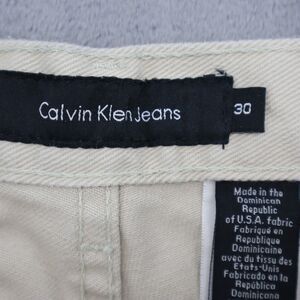 Calvin Klein Jeans
30
Made in the
Dominican
Republic
of U.S.A. fabric
Fabriqué en
République
Dominicaine
avec du tissu des
Etats-Unis
Fabricado en la
República
Dominicana